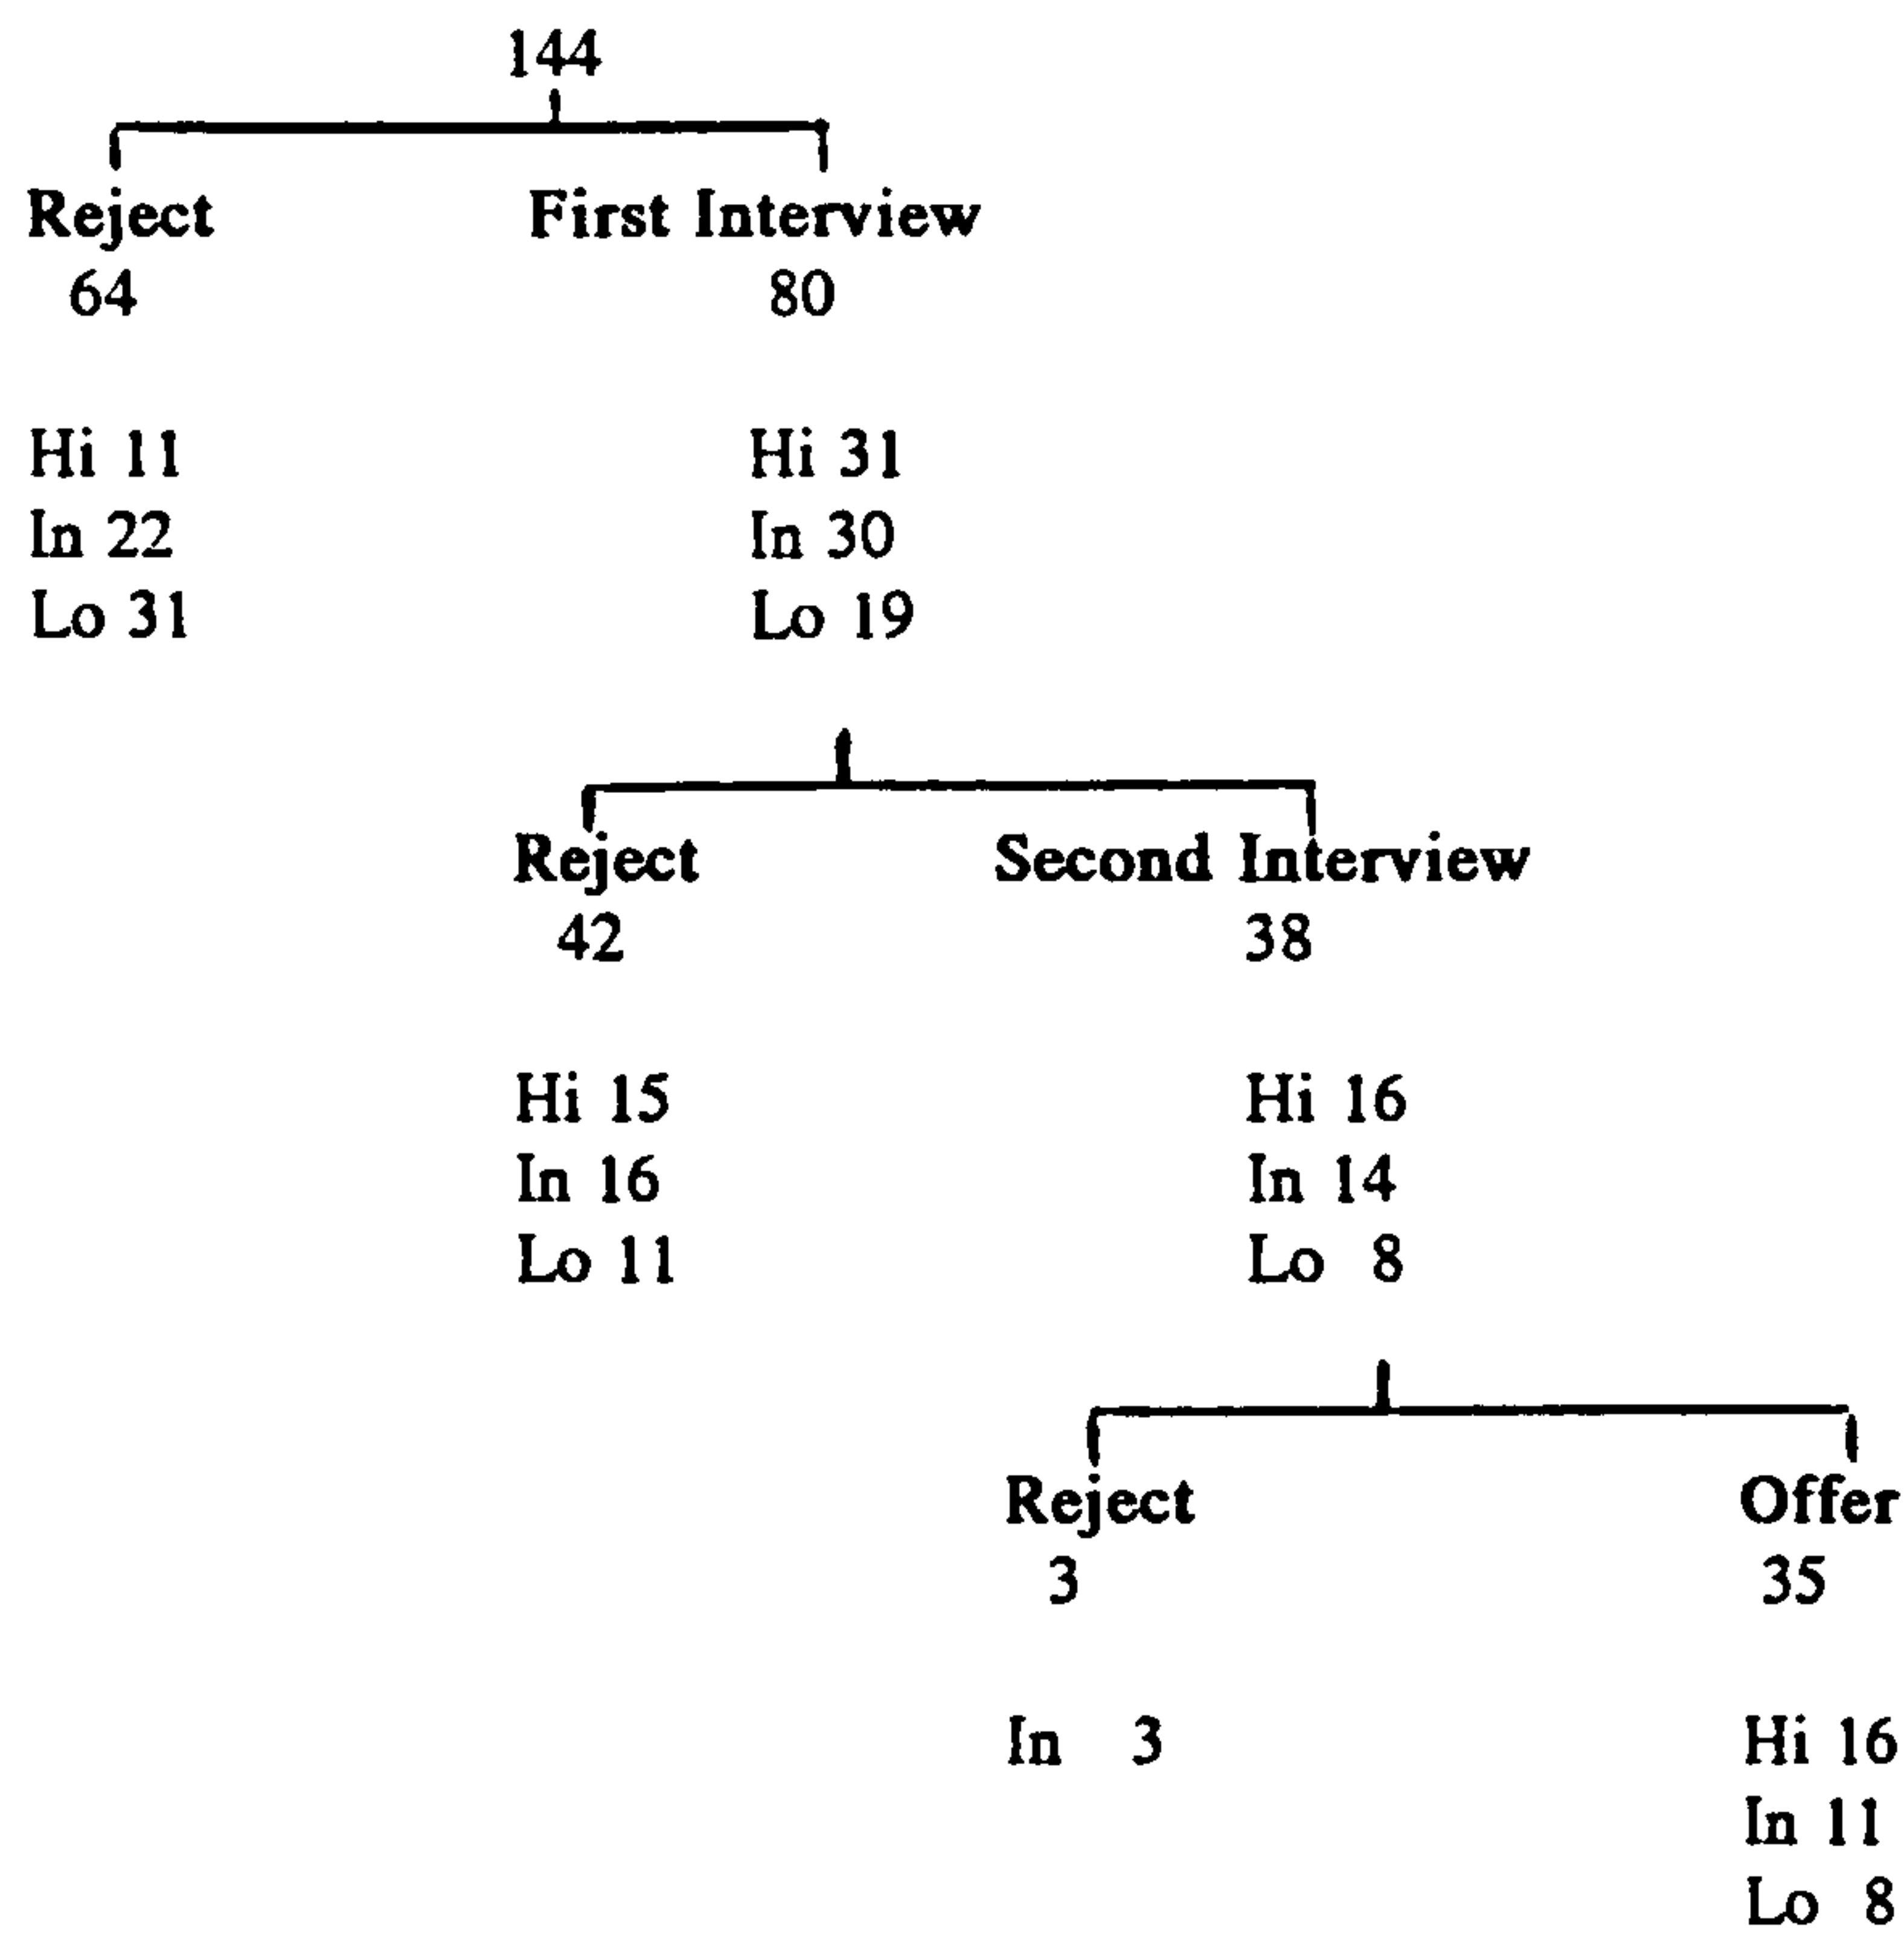 144
Reject First Interview
64 80
Hi 11 Hi 31
In 22 In 30
Lo 31 Lo 19
Reject Second Interview
42 38
Hi 15 Hi 16
In 16 In 14
Lo 11 Lo 8
Reject Offer
3 35
In 3 Hi 16
In 11
Lo 8